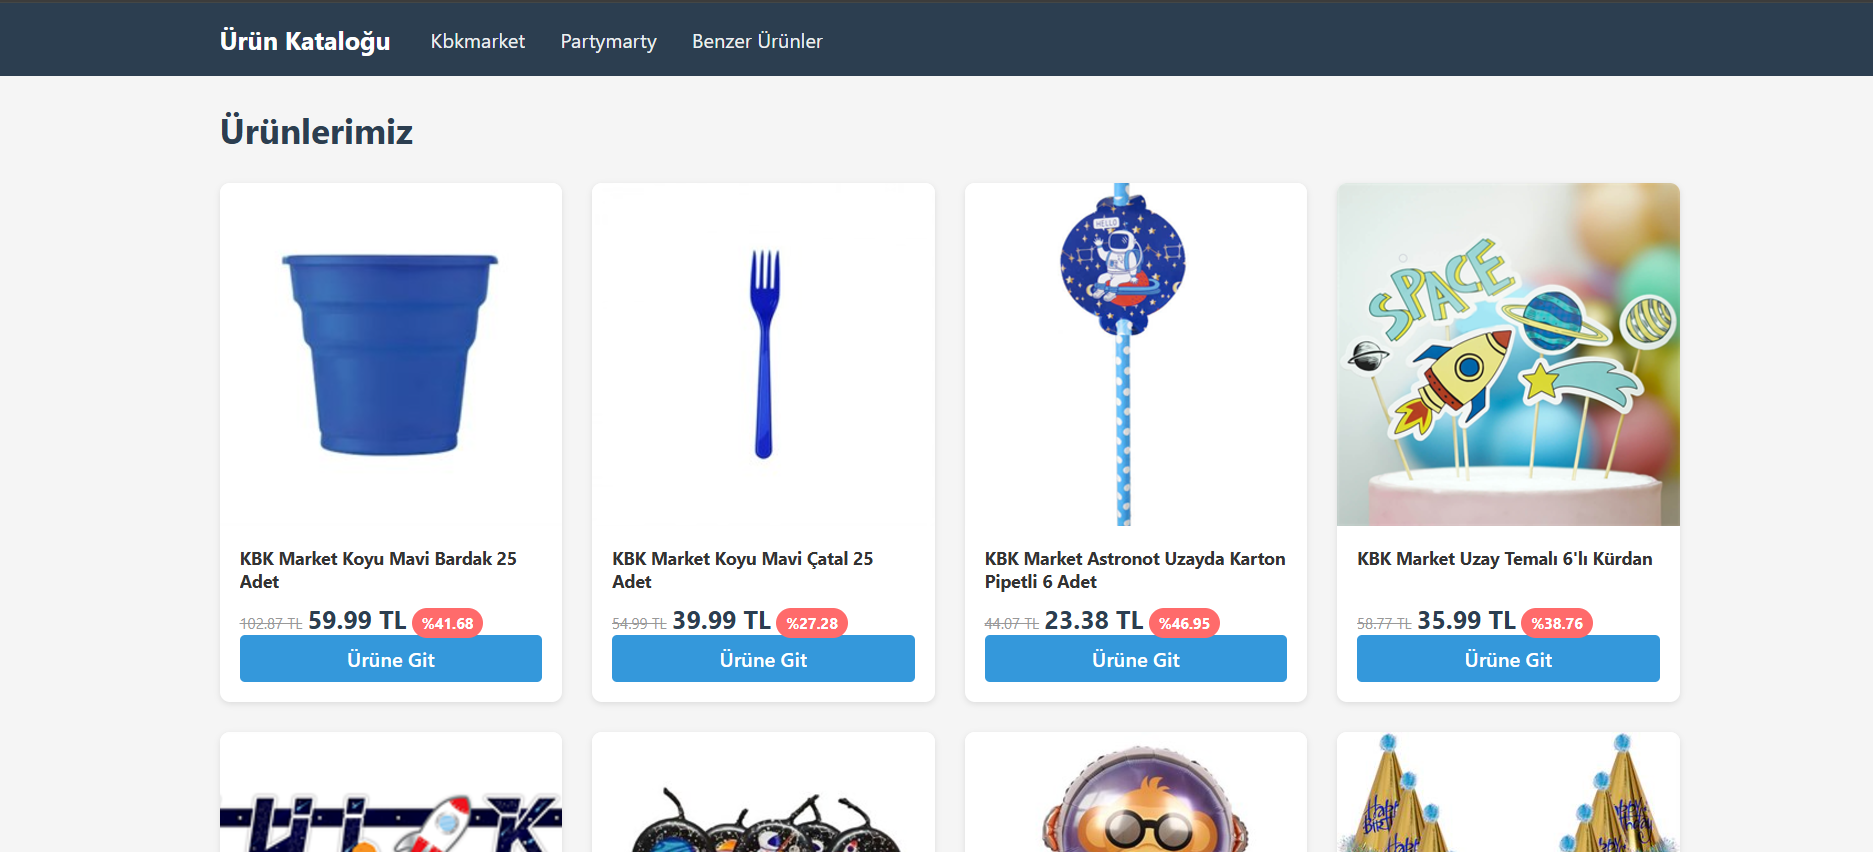 Ürün Kataloğu
Kbkmarket
Partymarty
Benzer Ürünler
Ürünlerimiz
HELLO
SPACE
KBK Market Koyu Mavi Bardak 25
Adet
102.87 TL 59.99 TL %41.68
Ürüne Git
KBK Market Koyu Mavi Çatal 25
Adet
54.99 TL 39.99 TL %27.28
Ürüne Git
KBK Market Astronot Uzayda Karton
Pipetli 6 Adet
44.07 TL 23.38 TL %46.95
Ürüne Git
KBK Market Uzay Temalı 6'lı Kürdan
58.77 TL 35.99 TL %38.76
Ürüne Git